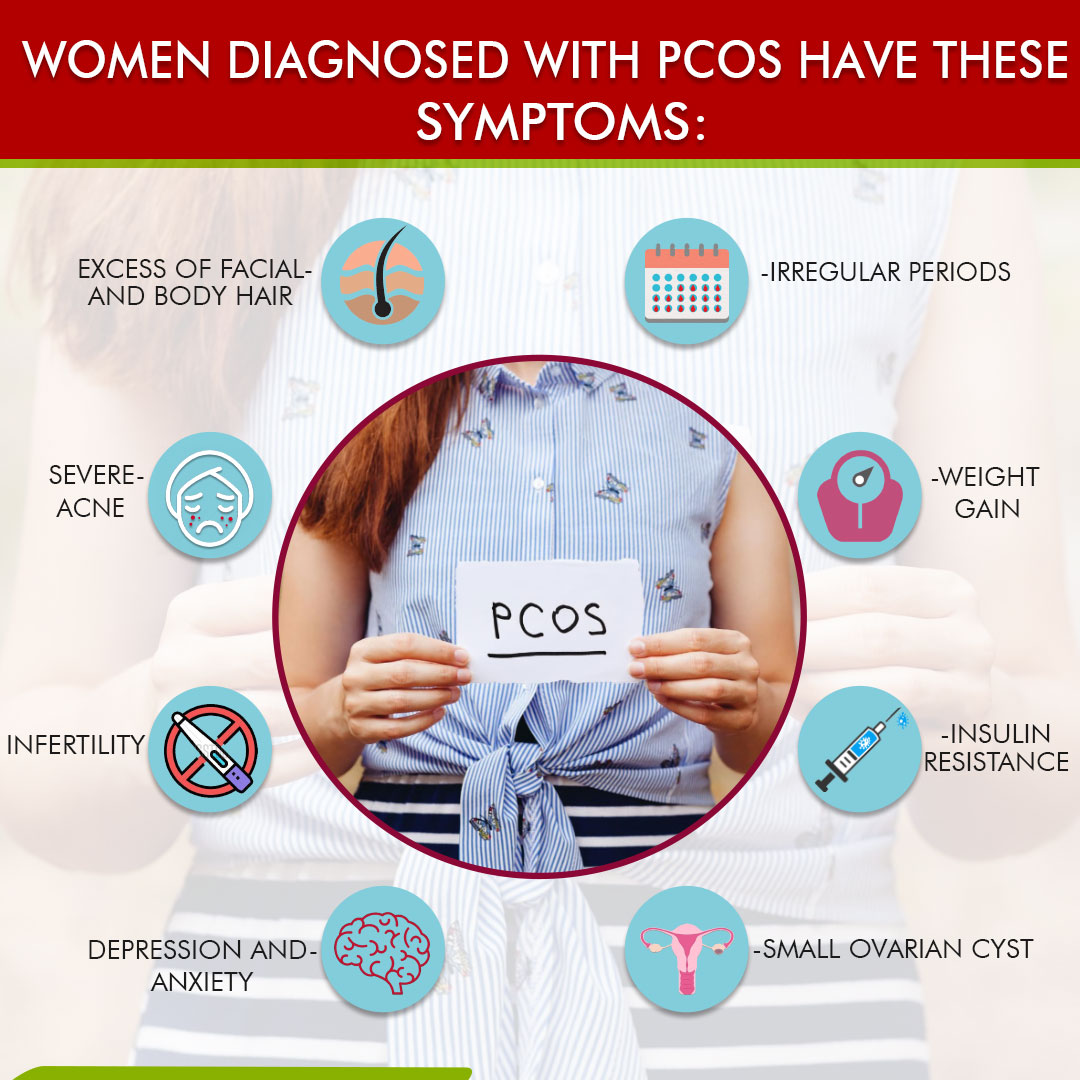 WOMEN DIAGNOSED WITH PCOS HAVE THESE
SYMPTOMS:
EXCESS OF FACIAL-
AND BODY HAIR
-IRREGULAR PERIODS
SEVERE-
ACNE
-WEIGHT
GAIN
PCOS
INFERTILITY
-INSULIN
RESISTANCE
DEPRESSION AND-
ANXIETY
-SMALL OVARIAN CYST